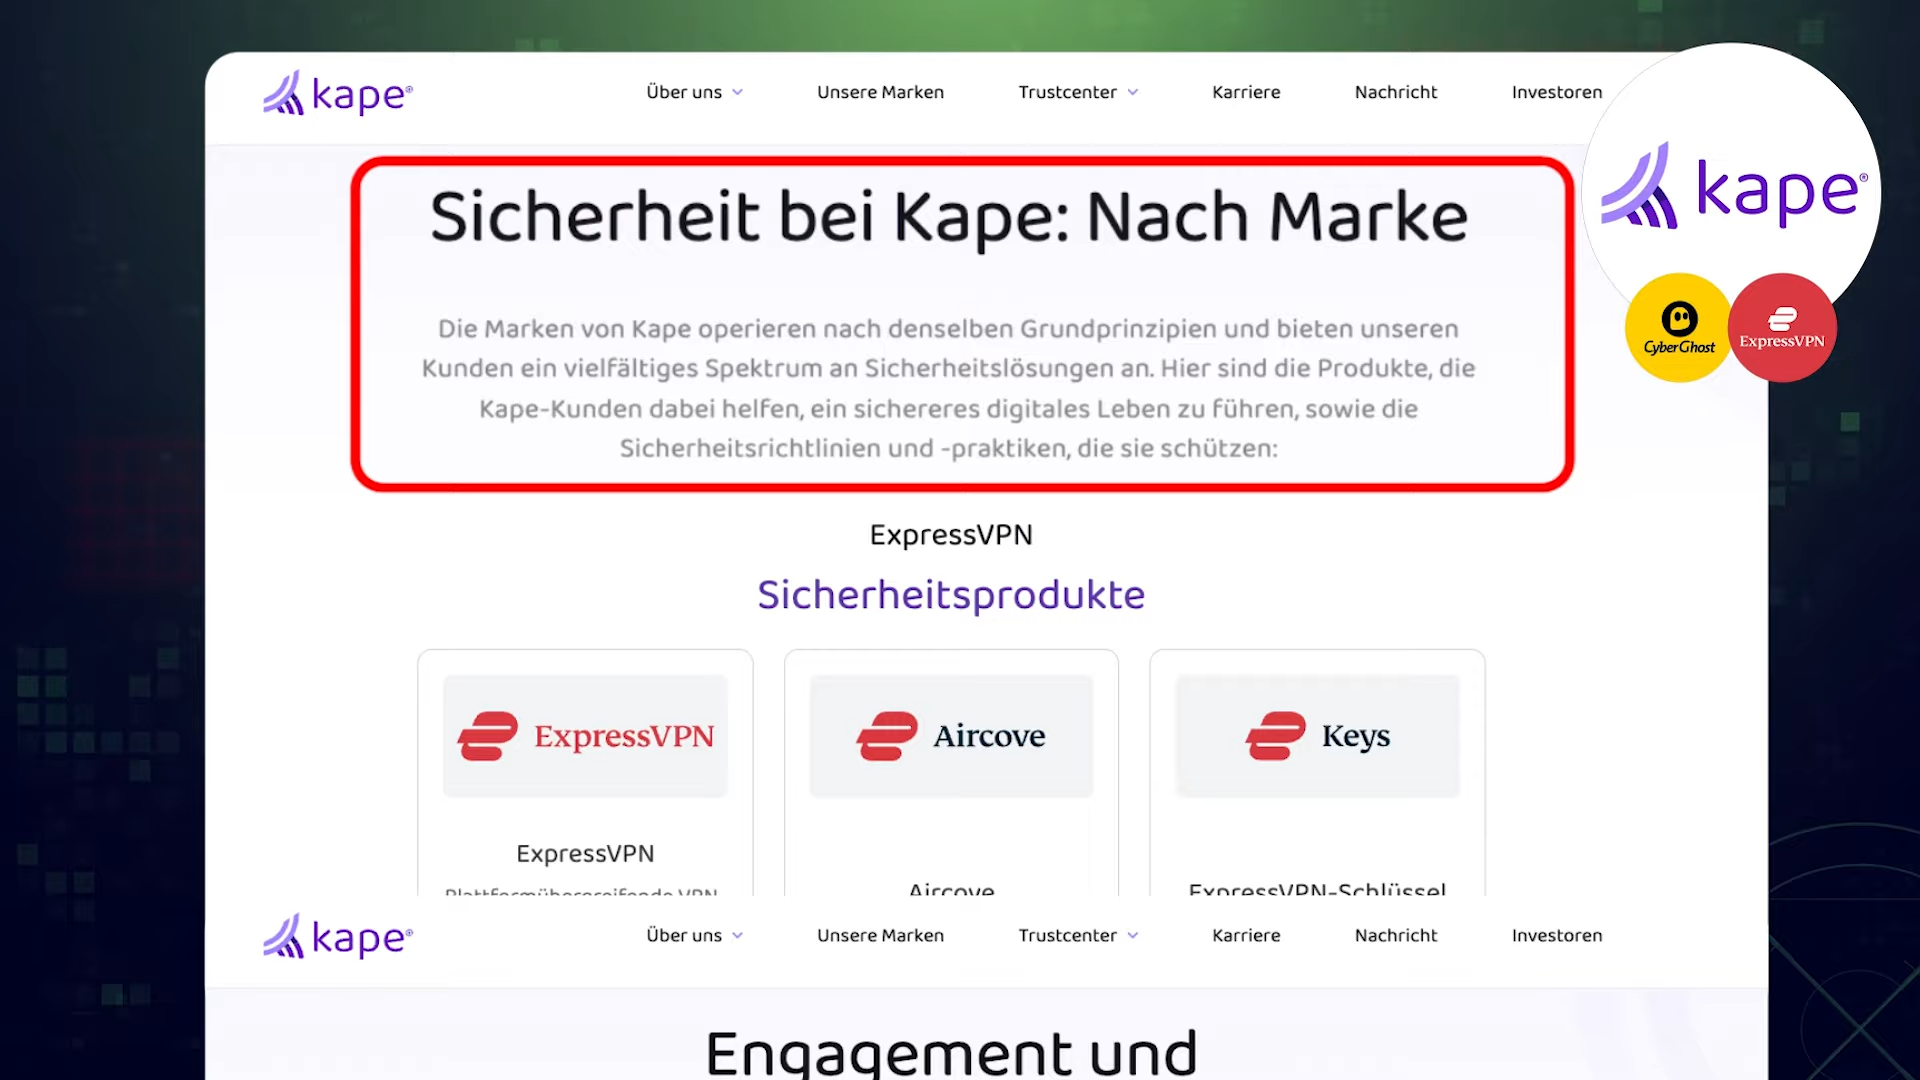 kape®
Über uns
Unsere Marken
Trustcenter
Karriere
Nachricht
Investoren
kape®
CyberGhost
ExpressVPN
Sicherheit bei Kape: Nach Marke
Die Marken von Kape operieren nach denselben Grundprinzipien und bieten unseren
Kunden ein vielfältiges Spektrum an Sicherheitslösungen an. Hier sind die Produkte, die
Kape-Kunden dabei helfen, ein sichereres digitales Leben zu führen, sowie die
Sicherheitsrichtlinien und -praktiken, die sie schützen:
ExpressVPN
Sicherheitsprodukte
ExpressVPN
Aircove
Keys
ExpressVPN
Plattformübergreifende VPN
Aircove
ExpressVPN-Schlüssel
kape®
Über uns
Unsere Marken
Trustcenter
Karriere
Nachricht
Investoren
Engagement und